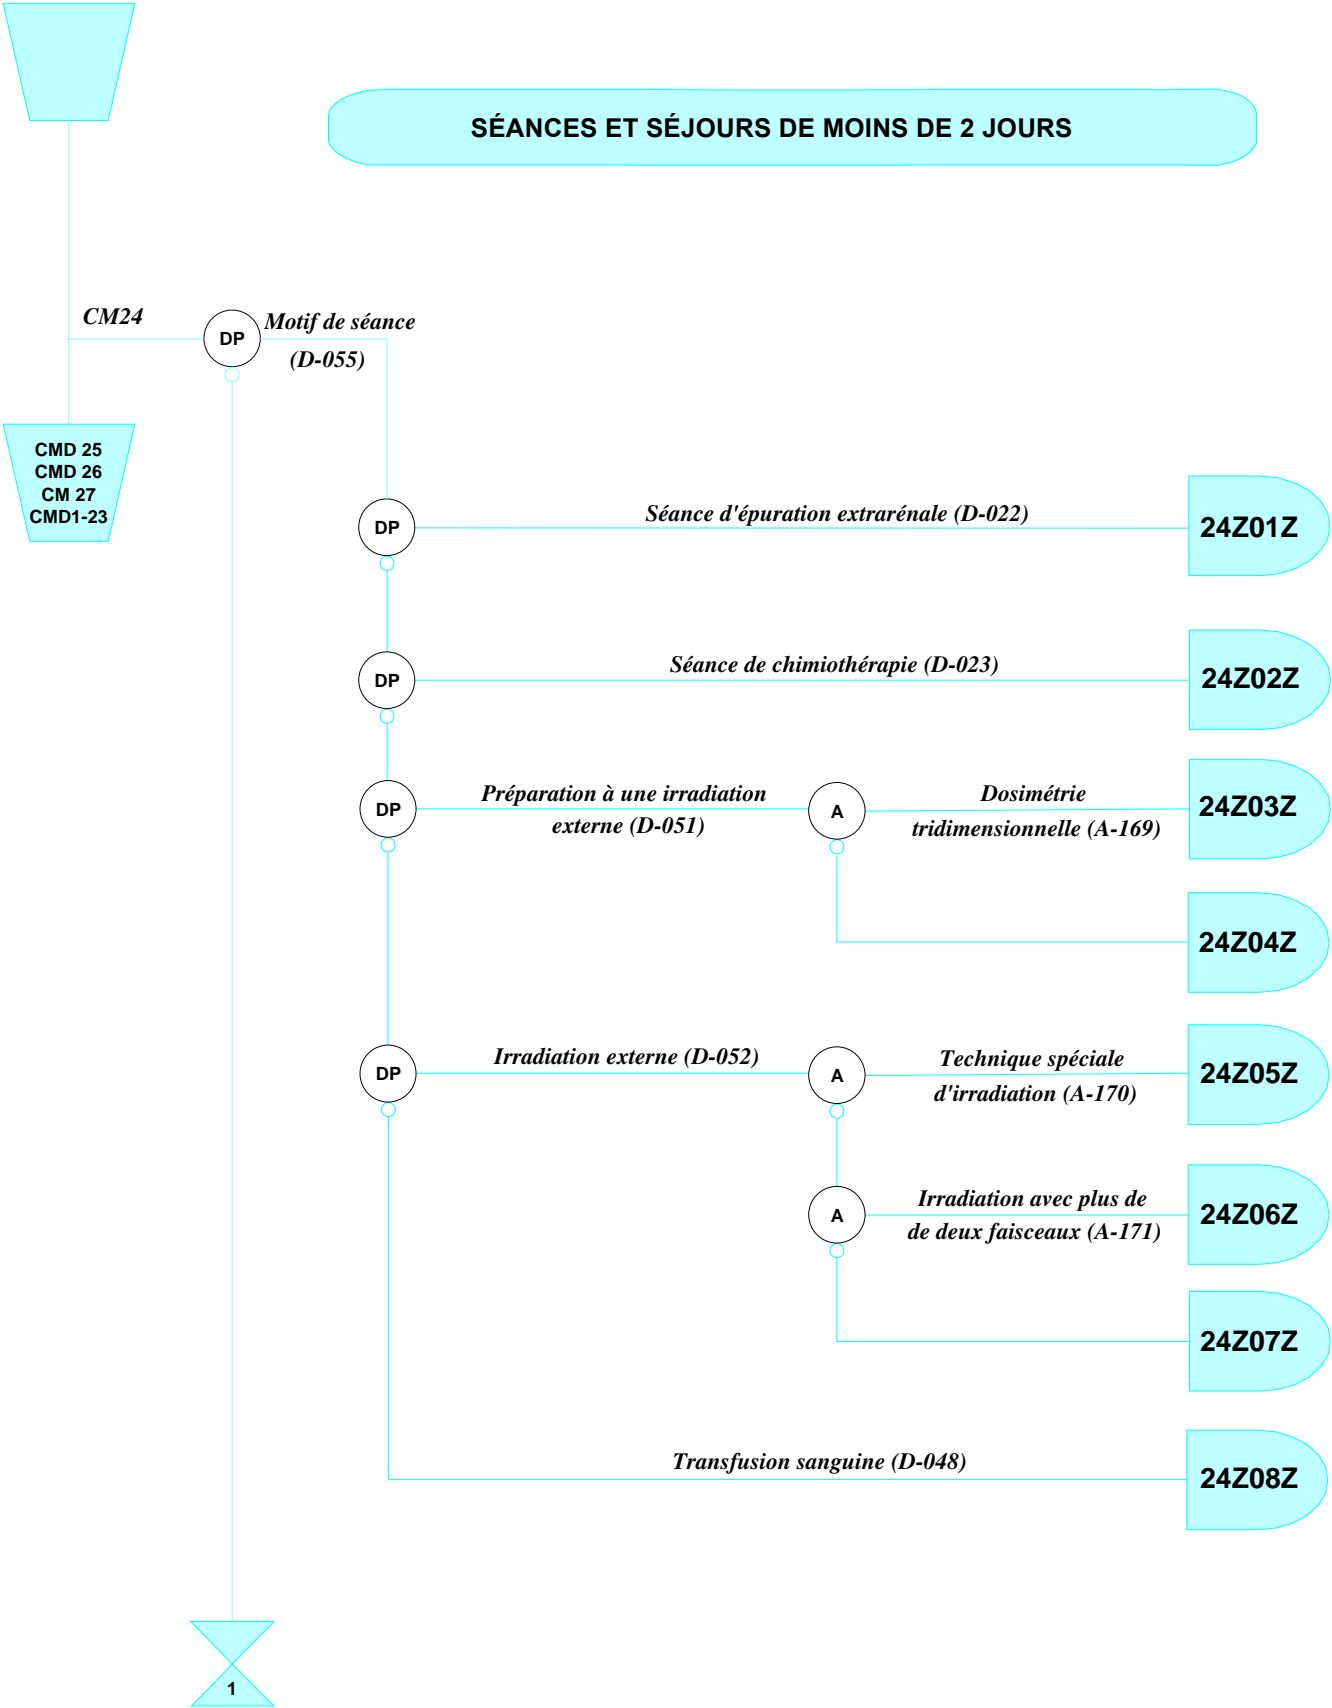 SÉANCES ET SÉJOURS DE MOINS DE 2 JOURS
CM24
DP
Motif de séance
(D-055)
CMD 25
CMD 26
CM 27
CMD1-23
DP
Séance d'épuration extrarénale (D-022)
24Z01Z
DP
Séance de chimiothérapie (D-023)
24Z02Z
DP
Préparation à une irradiation
externe (D-051)
A
Dosimétrie
tridimensionnelle (A-169)
24Z03Z
24Z04Z
DP
Irradiation externe (D-052)
A
Technique spéciale
d'irradiation (A-170)
24Z05Z
A
Irradiation avec plus de
de deux faisceaux (A-171)
24Z06Z
24Z07Z
Transfusion sanguine (D-048)
24Z08Z
1